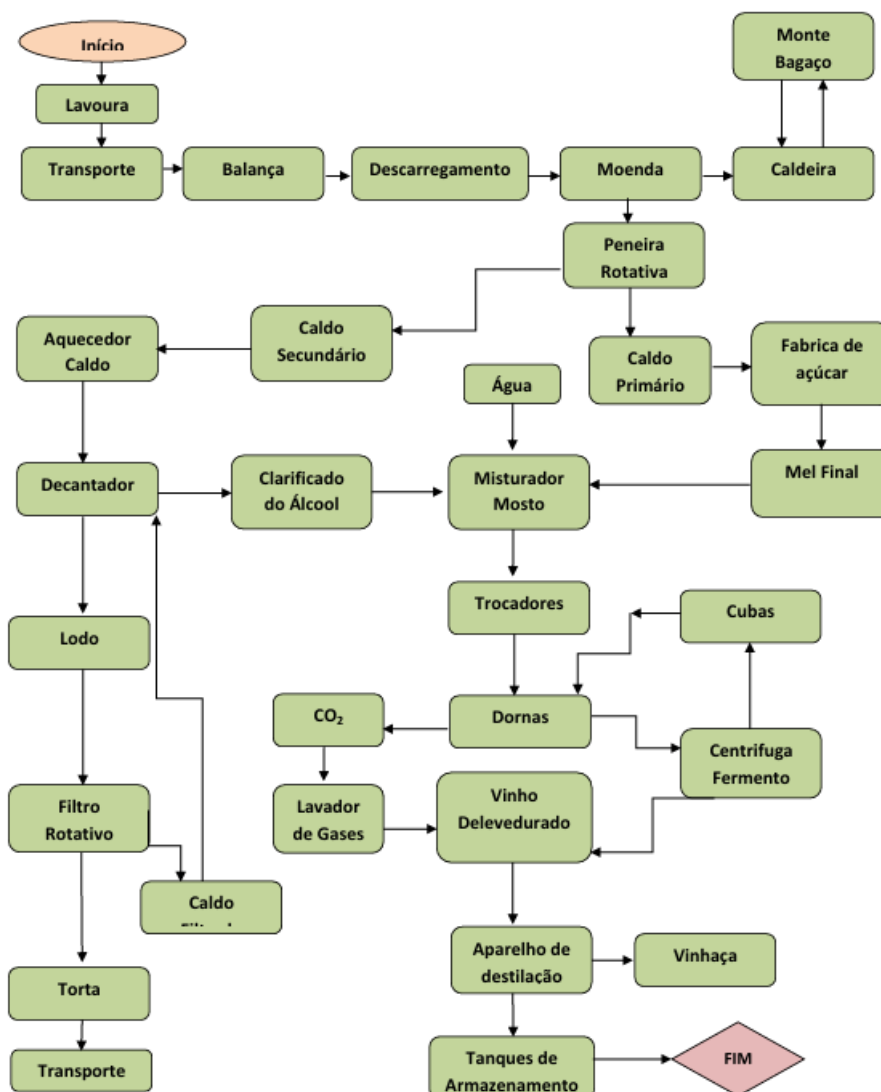 Início
Monte
Bagaço
Lavoura
Transporte
Balança
Descarregamento
Moenda
Caldeira
Peneira
Rotativa
Caldo
Secundário
Aquecedor
Caldo
Caldo
Primário
Fabrica de
açúcar
Água
Decantador
Clarificado
do Álcool
Misturador
Mosto
Mel Final
Trocadores
Cubas
Lodo
CO₂
Dornas
Centrifuga
Fermento
Filtro
Rotativo
Lavador
de Gases
Vinho
Delevedurado
Caldo
Aparelho de
destilação
Vinhaça
Torta
Transporte
Tanques de
Armazenamento
FIM